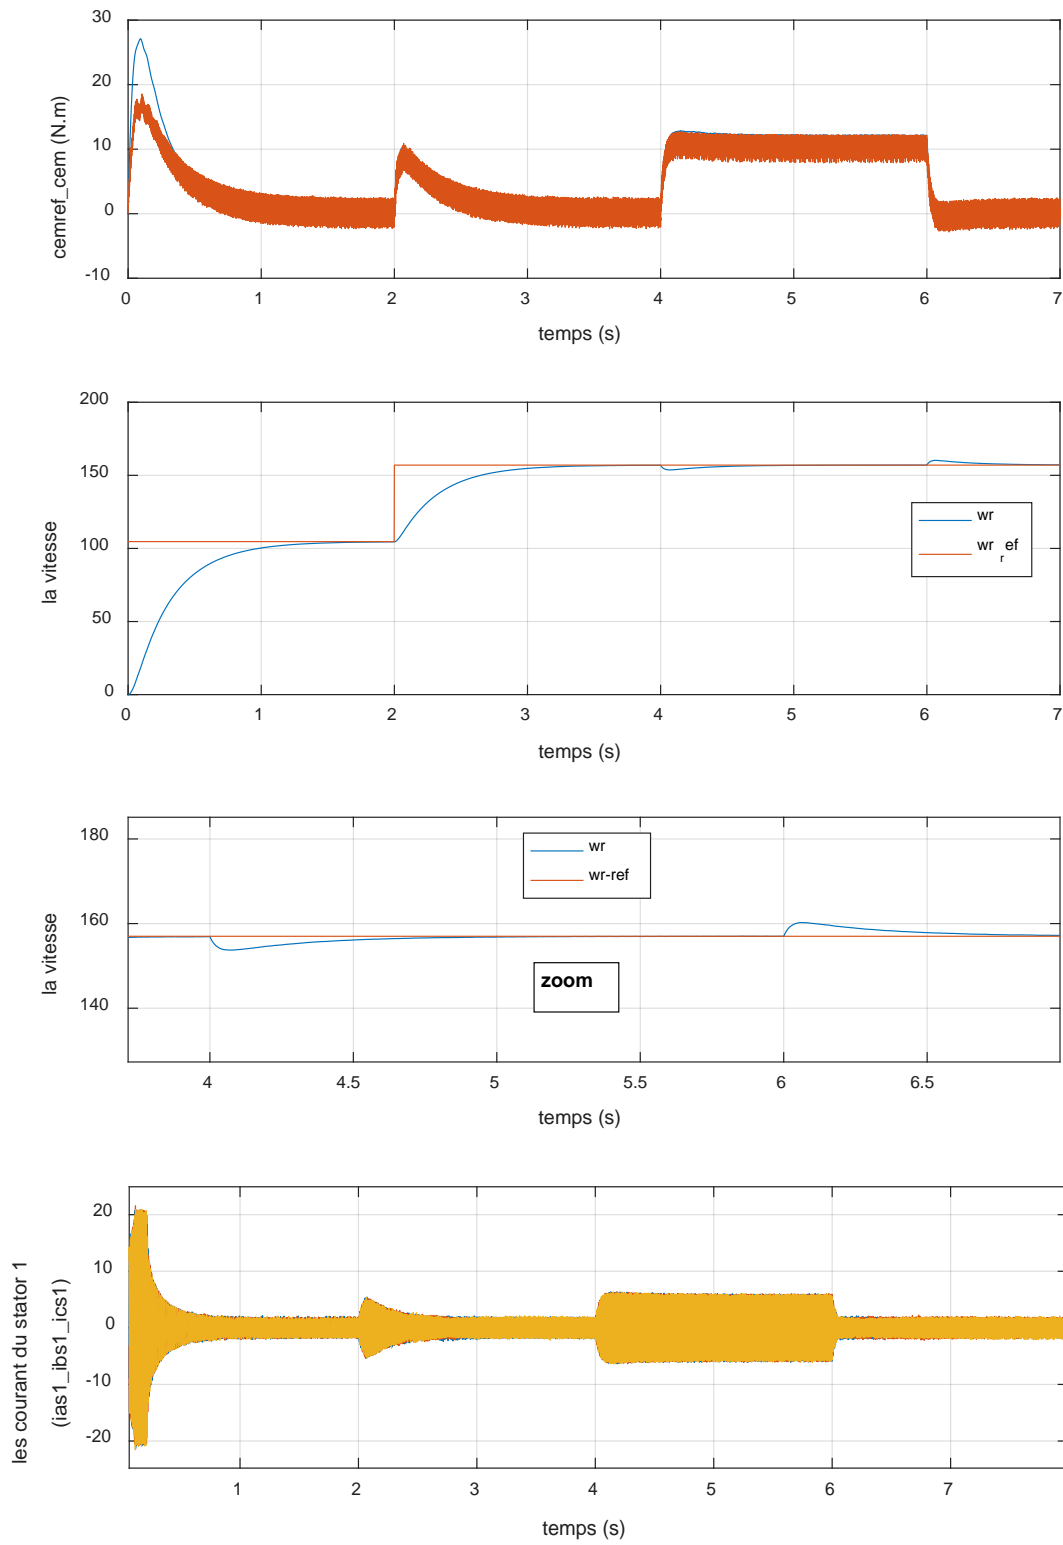 30
20
10
0
-10
cemref_cem (N.m)
0 1 2 3 4 5 6 7
temps (s)
200
150
100
50
0
la vitesse
wr
wr_ref
0 1 2 3 4 5 6 7
temps (s)
180
160
140
la vitesse
wr
wr-ref
zoom
4 4.5 5 5.5 6 6.5
temps (s)
20
10
0
-10
-20
les courant du stator 1
(ias1_ibs1_ics1)
1 2 3 4 5 6 7
temps (s)